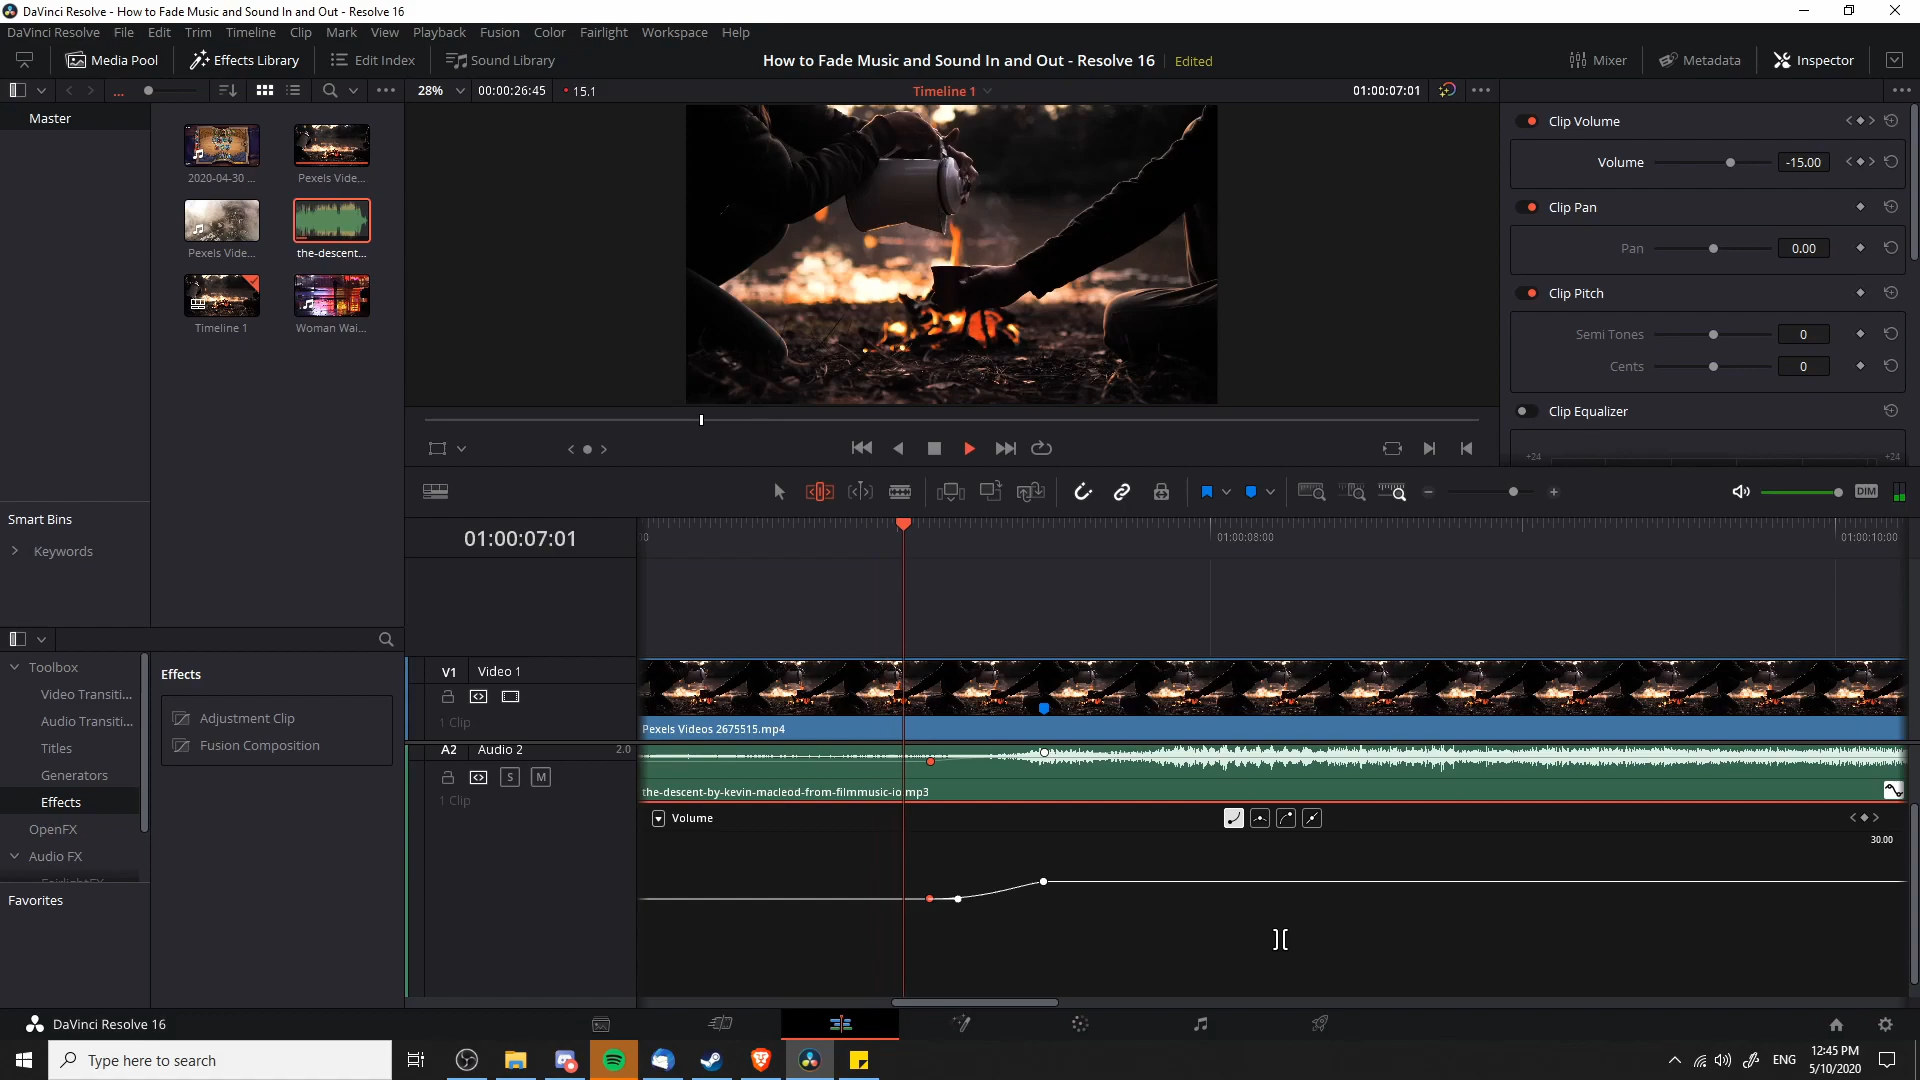 DaVinci Resolve - How to Fade Music and Sound In and Out - Resolve 16
DaVinci Resolve File Edit Trim Timeline Clip Mark View Playback Fusion Color Fairlight Workspace Help
Media Pool Effects Library Edit Index Sound Library How to Fade Music and Sound In and Out - Resolve 16 Edited Mixer Metadata Inspector
... ••• 28% 00:00:26:45 15.1 Timeline 1 01:00:07:01 ••• •••
Master
2020-04-30 ...
Pexels Vide...
Pexels Vide...
the-descent...
Timeline 1
Woman Wai...
Clip Volume
Volume -15.00
Clip Pan
Pan 0.00
Clip Pitch
Semi Tones 0
Cents 0
Clip Equalizer
+24 +24
DIM
Smart Bins
Keywords
01:00:07:01
00 01:00:08:00 01:00:10:00
Toolbox
Video Transiti...
Audio Transiti...
Titles
Generators
Effects
OpenFX
Audio FX
Favorites
Effects
Adjustment Clip
Fusion Composition
V1 Video 1
1 Clip
Pexels Videos 2675515.mp4
A2 Audio 2 2.0
S M
1 Clip
the-descent-by-kevin-macleod-from-filmmusic-io.mp3
Volume
30.00
DaVinci Resolve 16
Type here to search
ENG
12:45 PM
5/10/2020